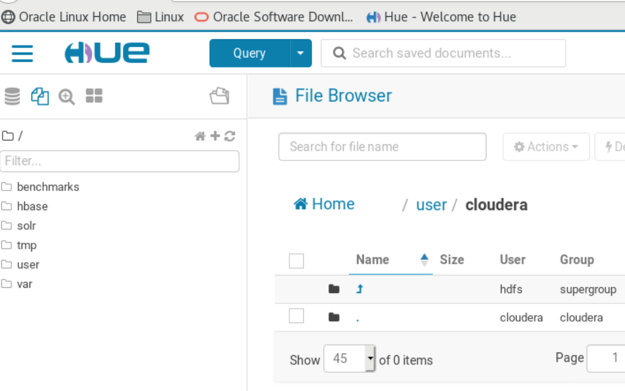 Oracle Linux Home Linux Oracle Software Downl... Hue - Welcome to Hue
HUE Query Search saved documents...
File Browser
/
Filter...
benchmarks
hbase
solr
tmp
user
var
Search for file name Actions
Home / user / cloudera
Name Size User Group
hdfs supergroup
. cloudera cloudera
Show 45 of 0 items Page 1